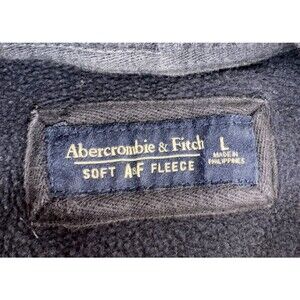 Abercrombie & Fitch
SOFT A&F FLEECE
L
MADE IN
PHILIPPINES